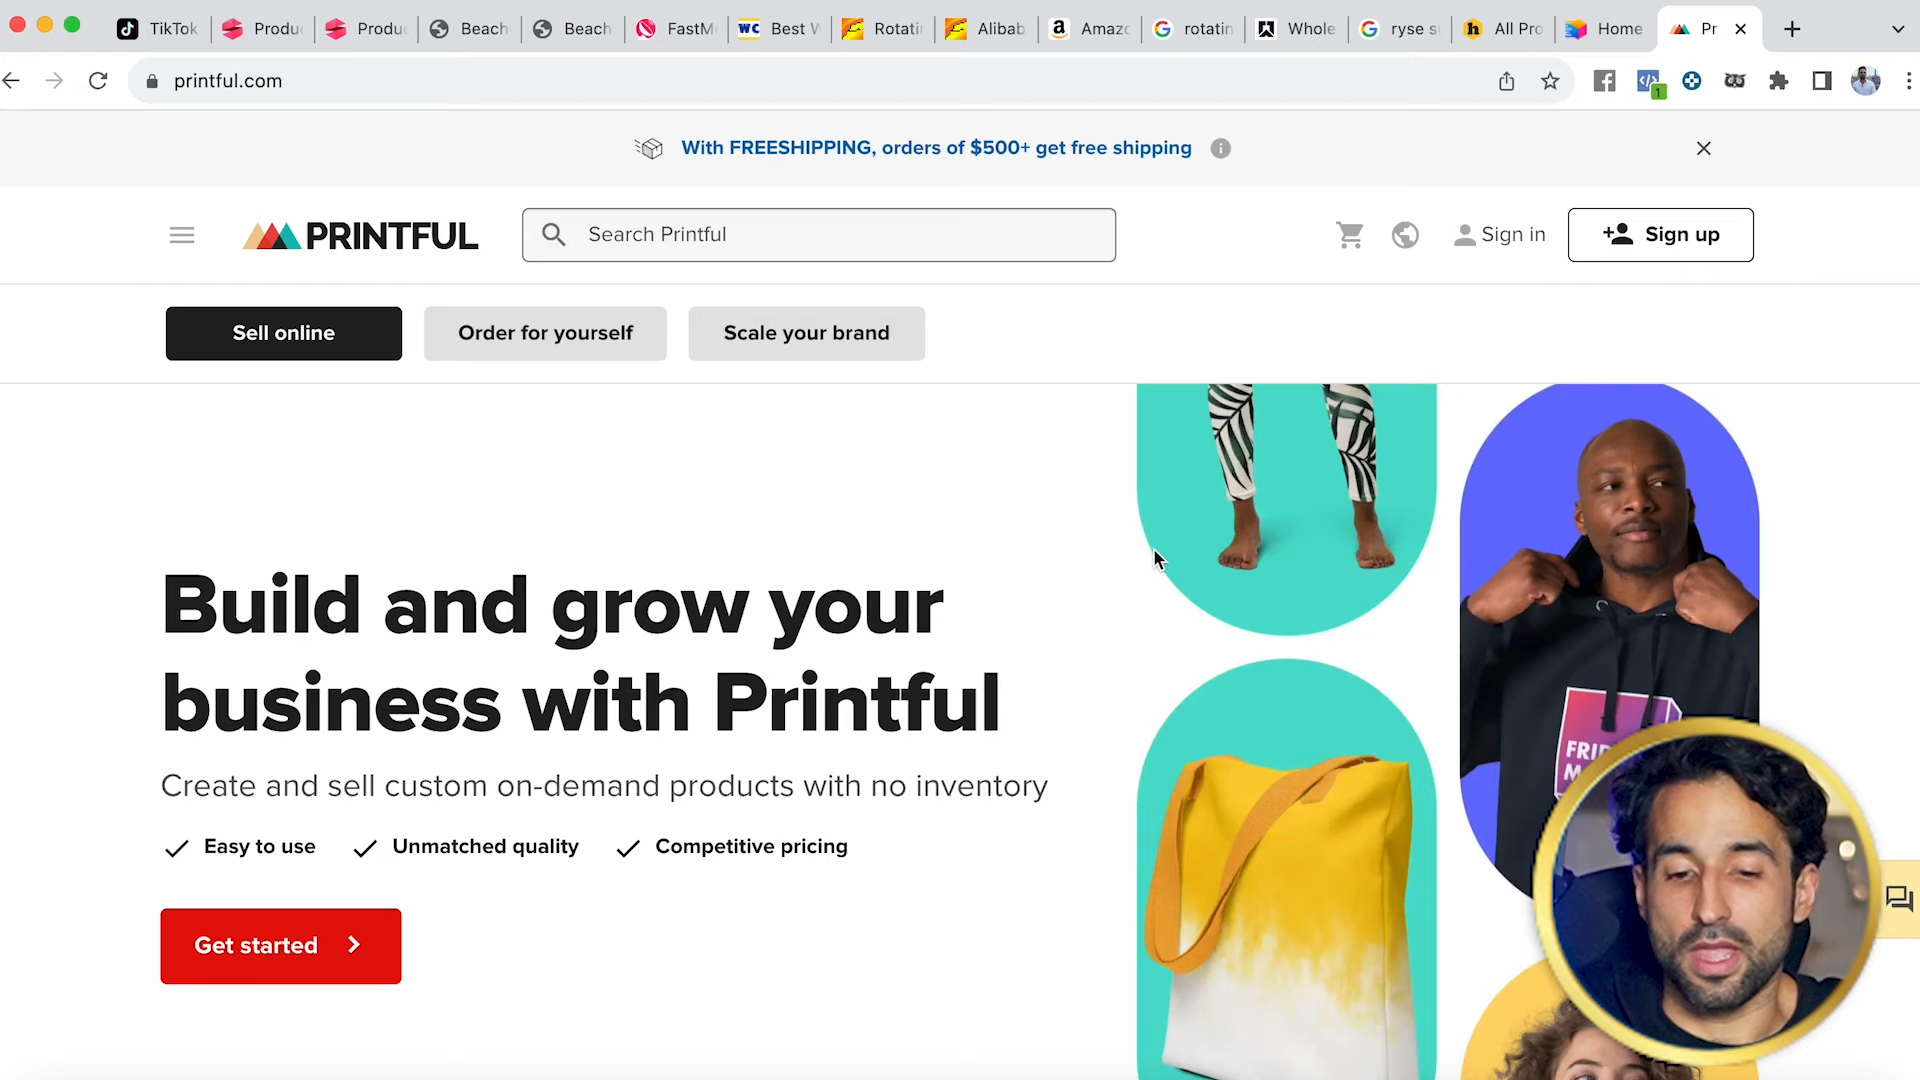 TikTok
Produ
Produ
Beach
Beach
FastM
WC Best W
Rotatin
Alibab
a Amazo
rotatin
Whole
ryse s
h All Pro
Home
Pr
printful.com
1
With FREESHIPPING, orders of $500+ get free shipping
PRINTFUL
Search Printful
Sign in
Sign up
Sell online
Order for yourself
Scale your brand
Build and grow your
business with Printful
Create and sell custom on-demand products with no inventory
Easy to use
Unmatched quality
Competitive pricing
Get started